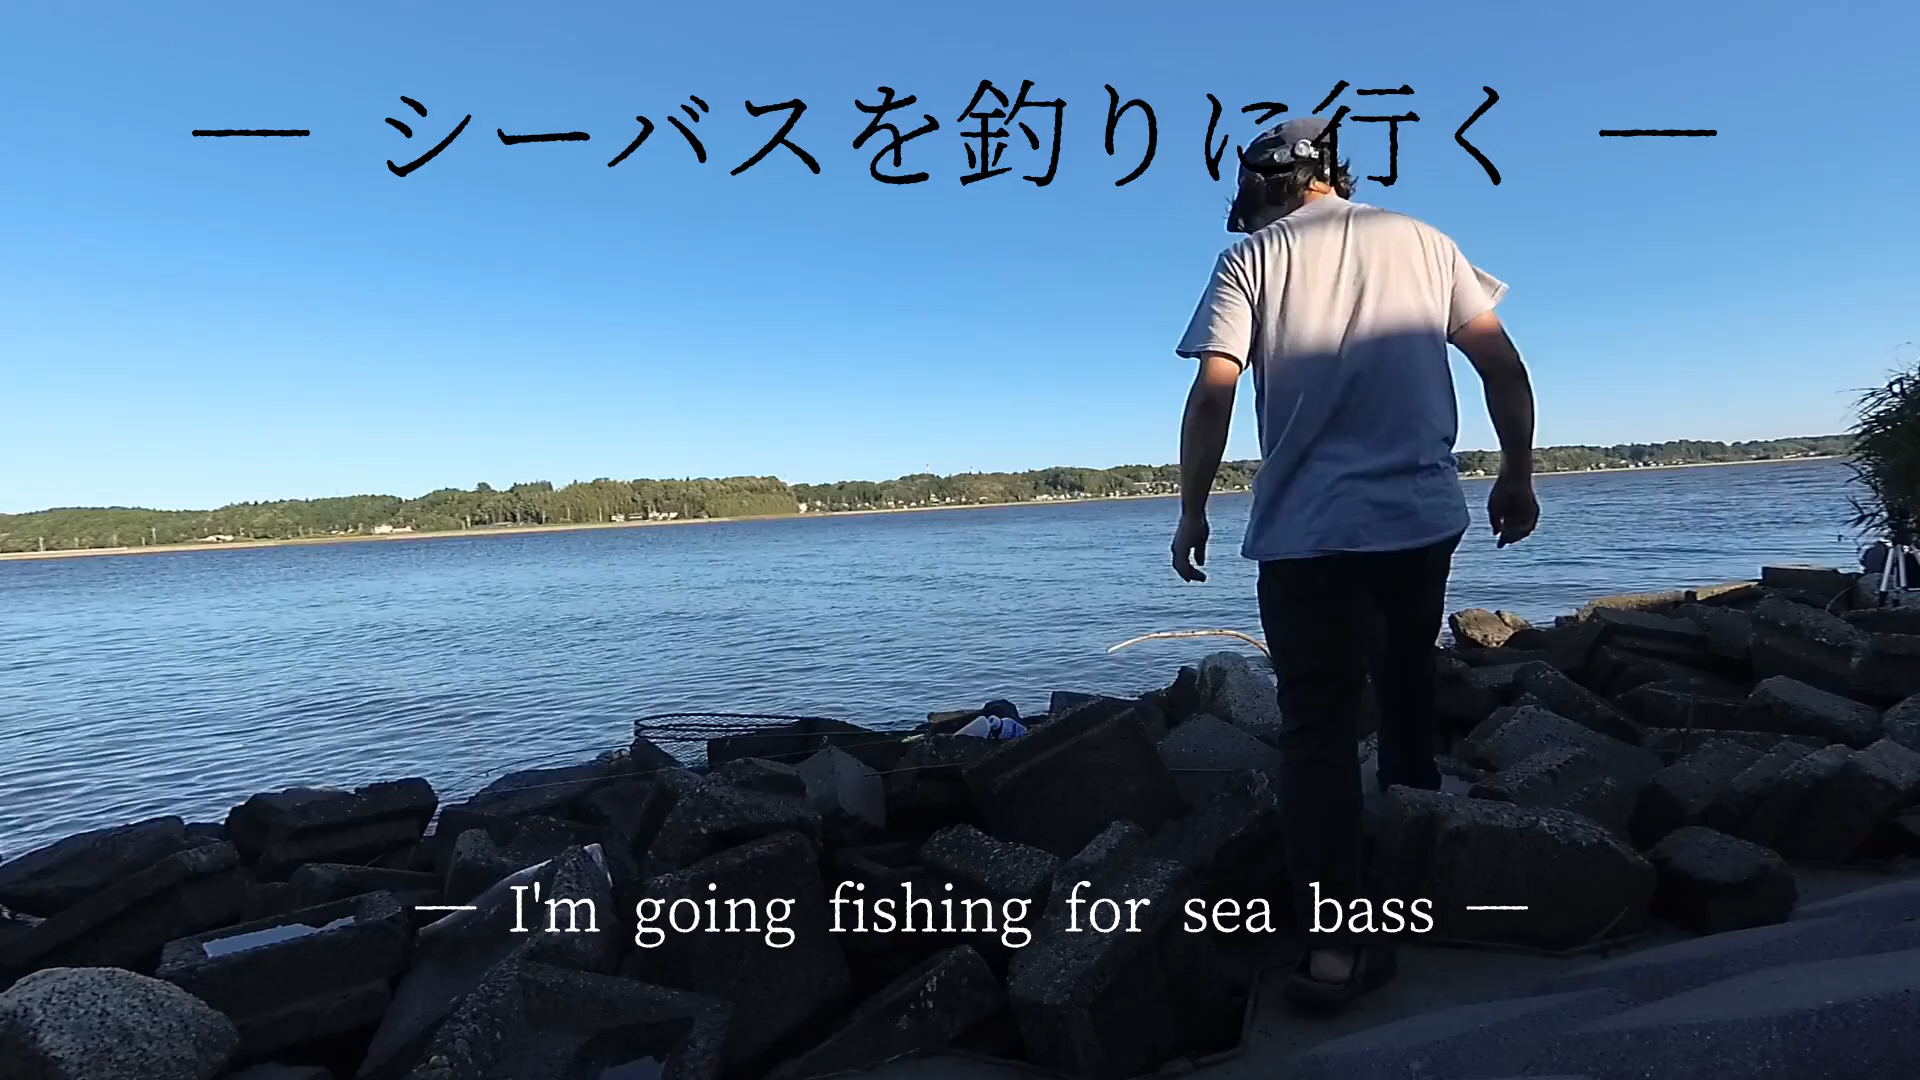 — シーバスを釣りに行く —
— I'm going fishing for sea bass —